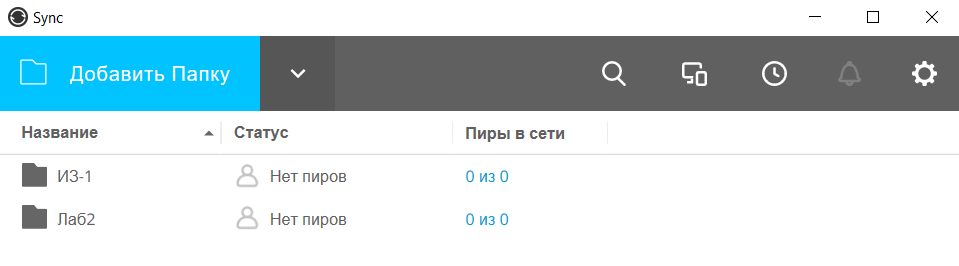 Sync
Добавить Папку
Название Статус Пиры в сети
ИЗ-1 Нет пиров 0 из 0
Лаб2 Нет пиров 0 из 0